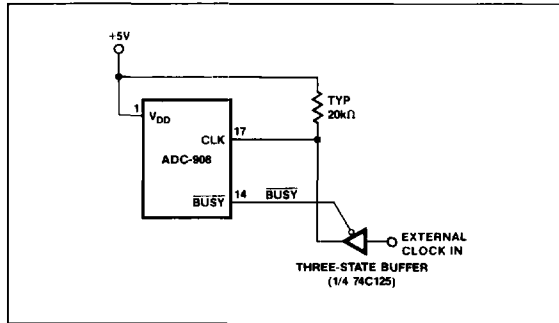 +5V
1
V_DD
TYP
20kΩ
CLK
17
ADC-908
BUSY
14
BUSY
EXTERNAL
CLOCK IN
THREE-STATE BUFFER
(1/4 74C125)